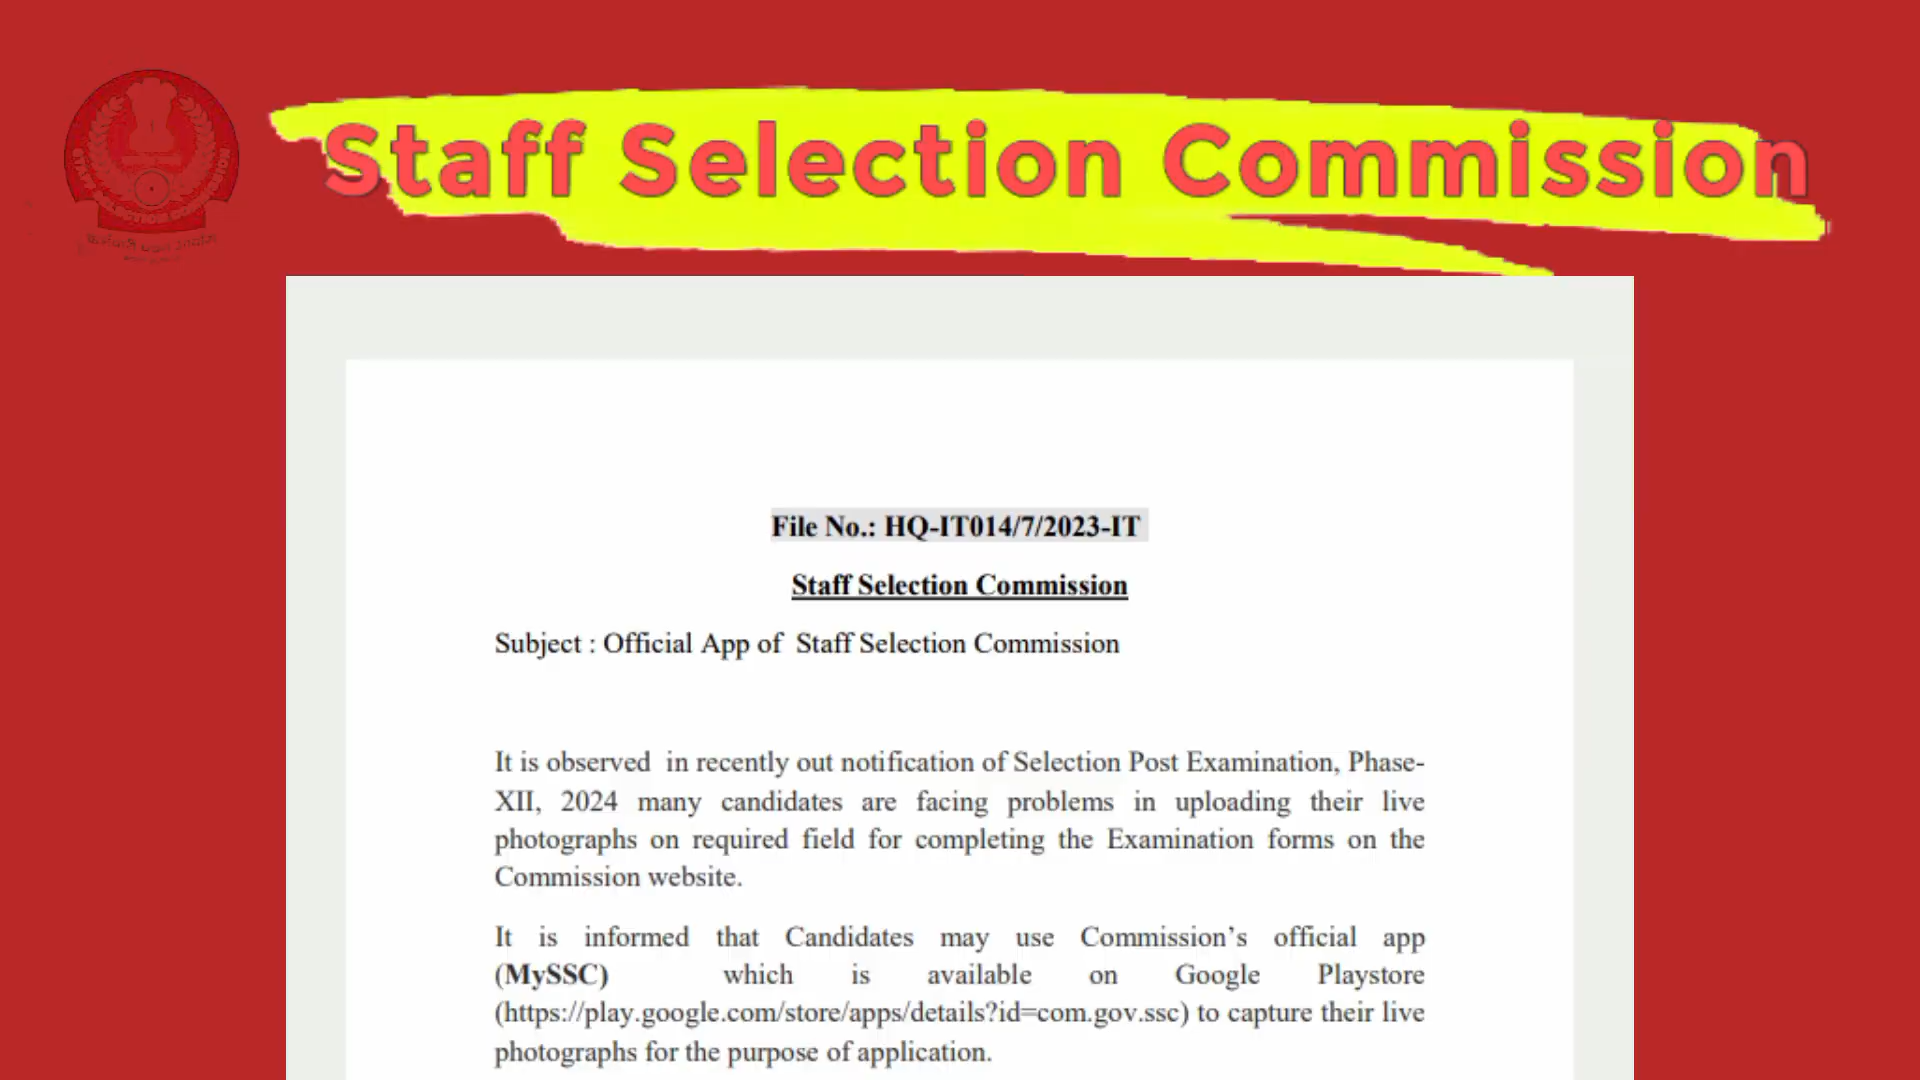 Staff Selection Commission
File No.: HQ-IT014/7/2023-IT
Staff Selection Commission
Subject : Official App of Staff Selection Commission
It is observed in recently out notification of Selection Post Examination, Phase-
XII, 2024 many candidates are facing problems in uploading their live
photographs on required field for completing the Examination forms on the
Commission website.
It is informed that Candidates may use Commission’s official app
(MySSC) which is available on Google Playstore
(https://play.google.com/store/apps/details?id=com.gov.ssc) to capture their live
photographs for the purpose of application.